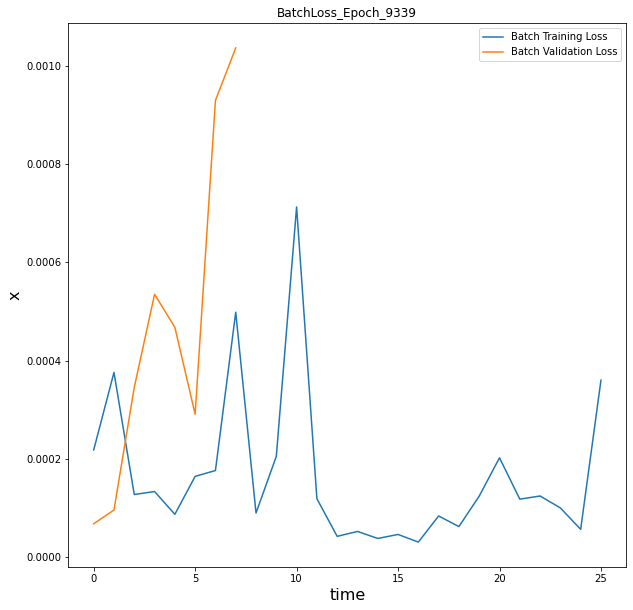 BatchLoss_Epoch_9339
Batch Training Loss
Batch Validation Loss
0.0010
0.0008
0.0006
0.0004
0.0002
0.0000
x
0
5
10
15
20
25
time